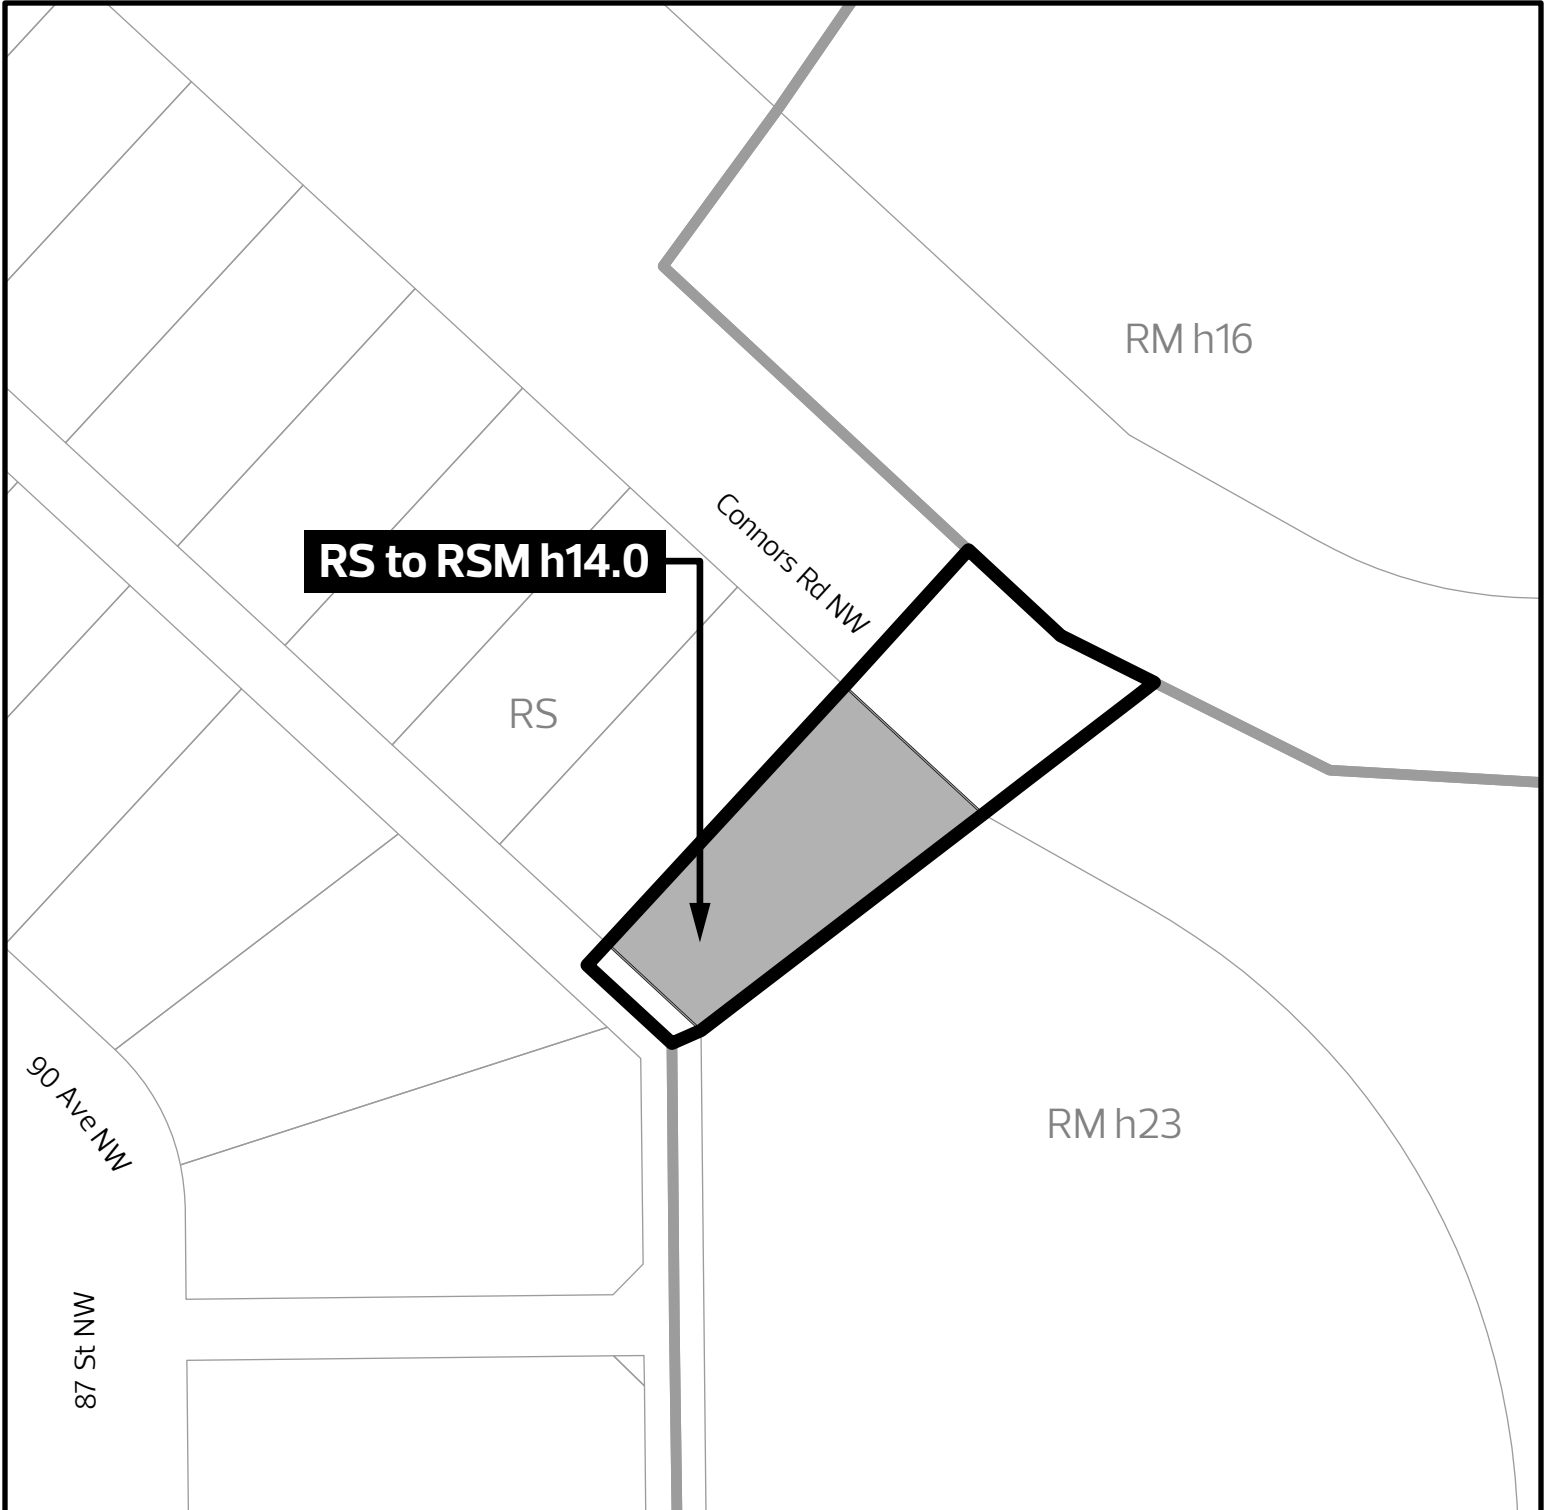 RM h16
Connors Rd NW
RS to RSM h14.0
RS
90 Ave NW
RM h23
87 St NW